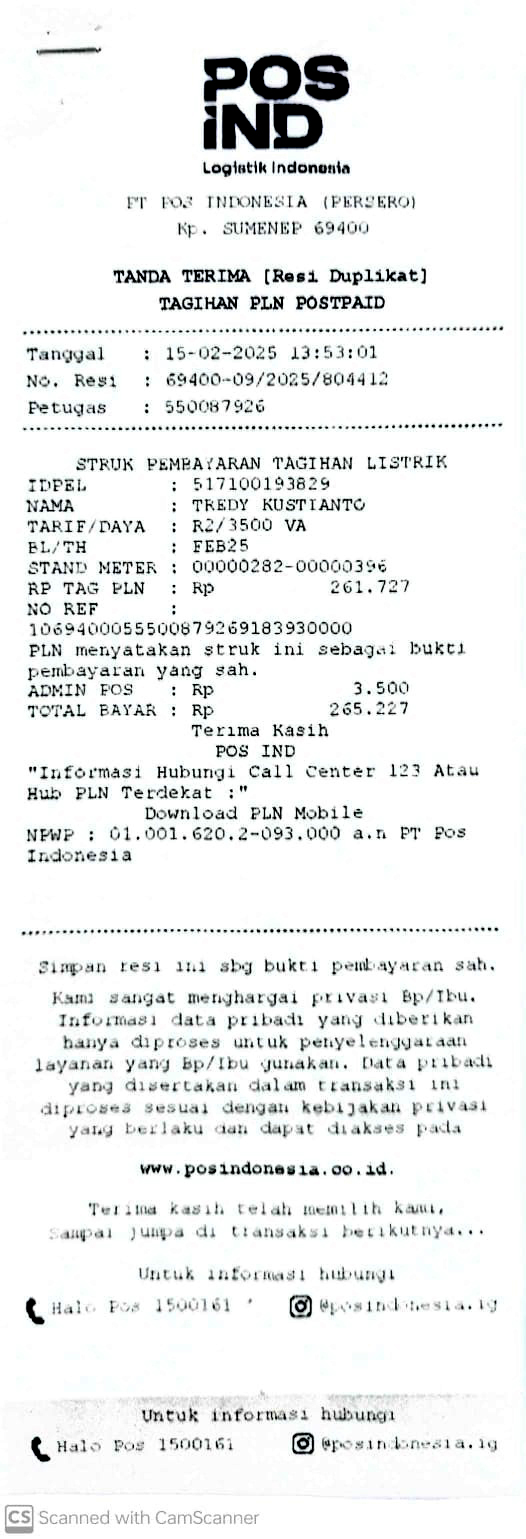 POS
IND
Logistik Indonesia
PT POS INDONESIA (PERSERO)
Kp. SUMENEP 69400
TANDA TERIMA [Resi Duplikat]
TAGIHAN PLN POSTPAID
Tanggal : 15-02-2025 13:53:01
No. Resi : 69400-09/2025/804412
Petugas : 550087926
STRUK PEMBAYARAN TAGIHAN LISTRIK
IDPEL : 517100193829
NAMA : TREDY KUSTIANTO
TARIF/DAYA : R2/3500 VA
BL/TH : FEB25
STAND METER : 00000282-00000396
RP TAG PLN : Rp 261.727
NO REF :
1069400055500879269183930000
PLN menyatakan struk ini sebagai bukti
pembayaran yang sah.
ADMIN POS : Rp 3.500
TOTAL BAYAR : Rp 265.227
Terima Kasih
POS IND
"Informasi Hubungi Call Center 123 Atau
Hub PLN Terdekat :"
Download PLN Mobile
NPWP : 01.001.620.2-093.000 a.n PT Pos
Indonesia
Simpan resi ini sbg bukti pembayaran sah.
Kami sangat menghargai privasi Bp/Ibu.
Informasi data pribadi yang diberikan
hanya diproses untuk penyelenggaraan
layanan yang Bp/Ibu gunakan. Data pribadi
yang disertakan dalam transaksi ini
diproses sesuai dengan kebijakan privasi
yang berlaku dan dapat diakses pada
www.posindonesia.co.id.
Terima kasih telah memilih kami,
Sampai jumpa di transaksi berikutnya...
Untuk informasi hubungi
Halo Pos 1500161 @posindonesia.ig
Untuk informasi hubungi
Halo Pos 1500161 @posindonesia.ig
CS Scanned with CamScanner